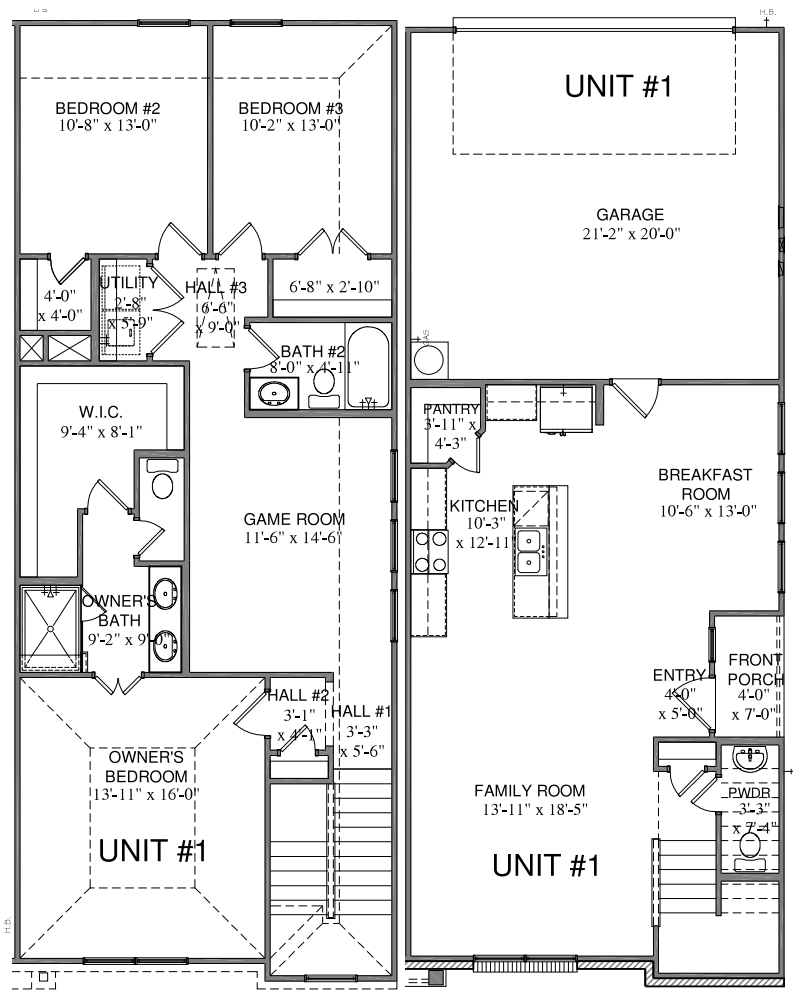 H.B.
BEDROOM #2
10'-8" x 13'-0"
BEDROOM #3
10'-2" x 13'-0"
4'-0"
x 4'-0"
UTILITY
2'-8"
x 5'-9"
HALL #3
6'-6"
x 9'-0"
6'-8" x 2'-10"
BATH #2
8'-0" x 4'-11"
W.I.C.
9'-4" x 8'-1"
GAME ROOM
11'-6" x 14'-6"
OWNER'S
BATH
9'-2" x 9'-0"
HALL #2
3'-1"
x 4'-1"
HALL #1
3'-3"
x 5'-6"
OWNER'S
BEDROOM
13'-11" x 16'-0"
UNIT #1
H.B.
UNIT #1
GARAGE
21'-2" x 20'-0"
GAS
PANTRY
3'-11" x
4'-3"
KITCHEN
10'-3"
x 12'-11
BREAKFAST
ROOM
10'-6" x 13'-0"
ENTRY
4'-0"
x 5'-0"
FRONT
PORCH
4'-0"
x 7'-0"
PWDR
3'-3"
x 7'-4"
FAMILY ROOM
13'-11" x 18'-5"
UNIT #1